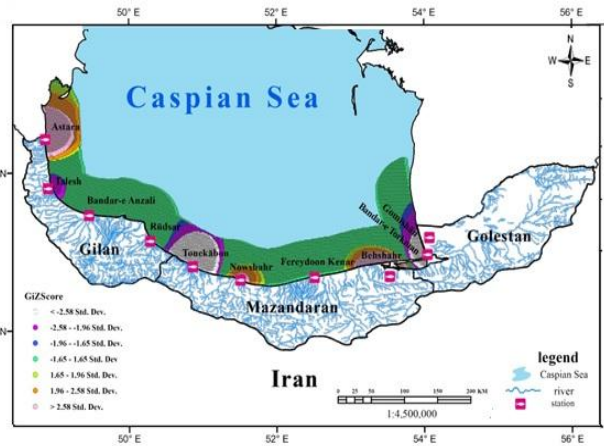 50° E
52° E
54° E
56° E
N
W E
S
Caspian Sea
Astara
Talesh
Bandar-e Anzali
Rüdsar
Gilan
Tonekabon
Nowshahr
Fereydoon Kenar
Behshahr
Gomishan
Bandar-e Torkaman
Golestan
Mazandaran
Iran
GiZScore
< -2.58 Std. Dev.
-2.58 - -1.96 Std. Dev.
-1.96 - -1.65 Std. Dev.
-1.65 - 1.65 Std. Dev
1.65 - 1.96 Std. Dev.
1.96 - 2.58 Std. Dev.
> 2.58 Std. Dev.
0 25 50 100 150 200 KM
1:4,500,000
legend
Caspian Sea
river
station
50° E
52° E
54° E
56° E